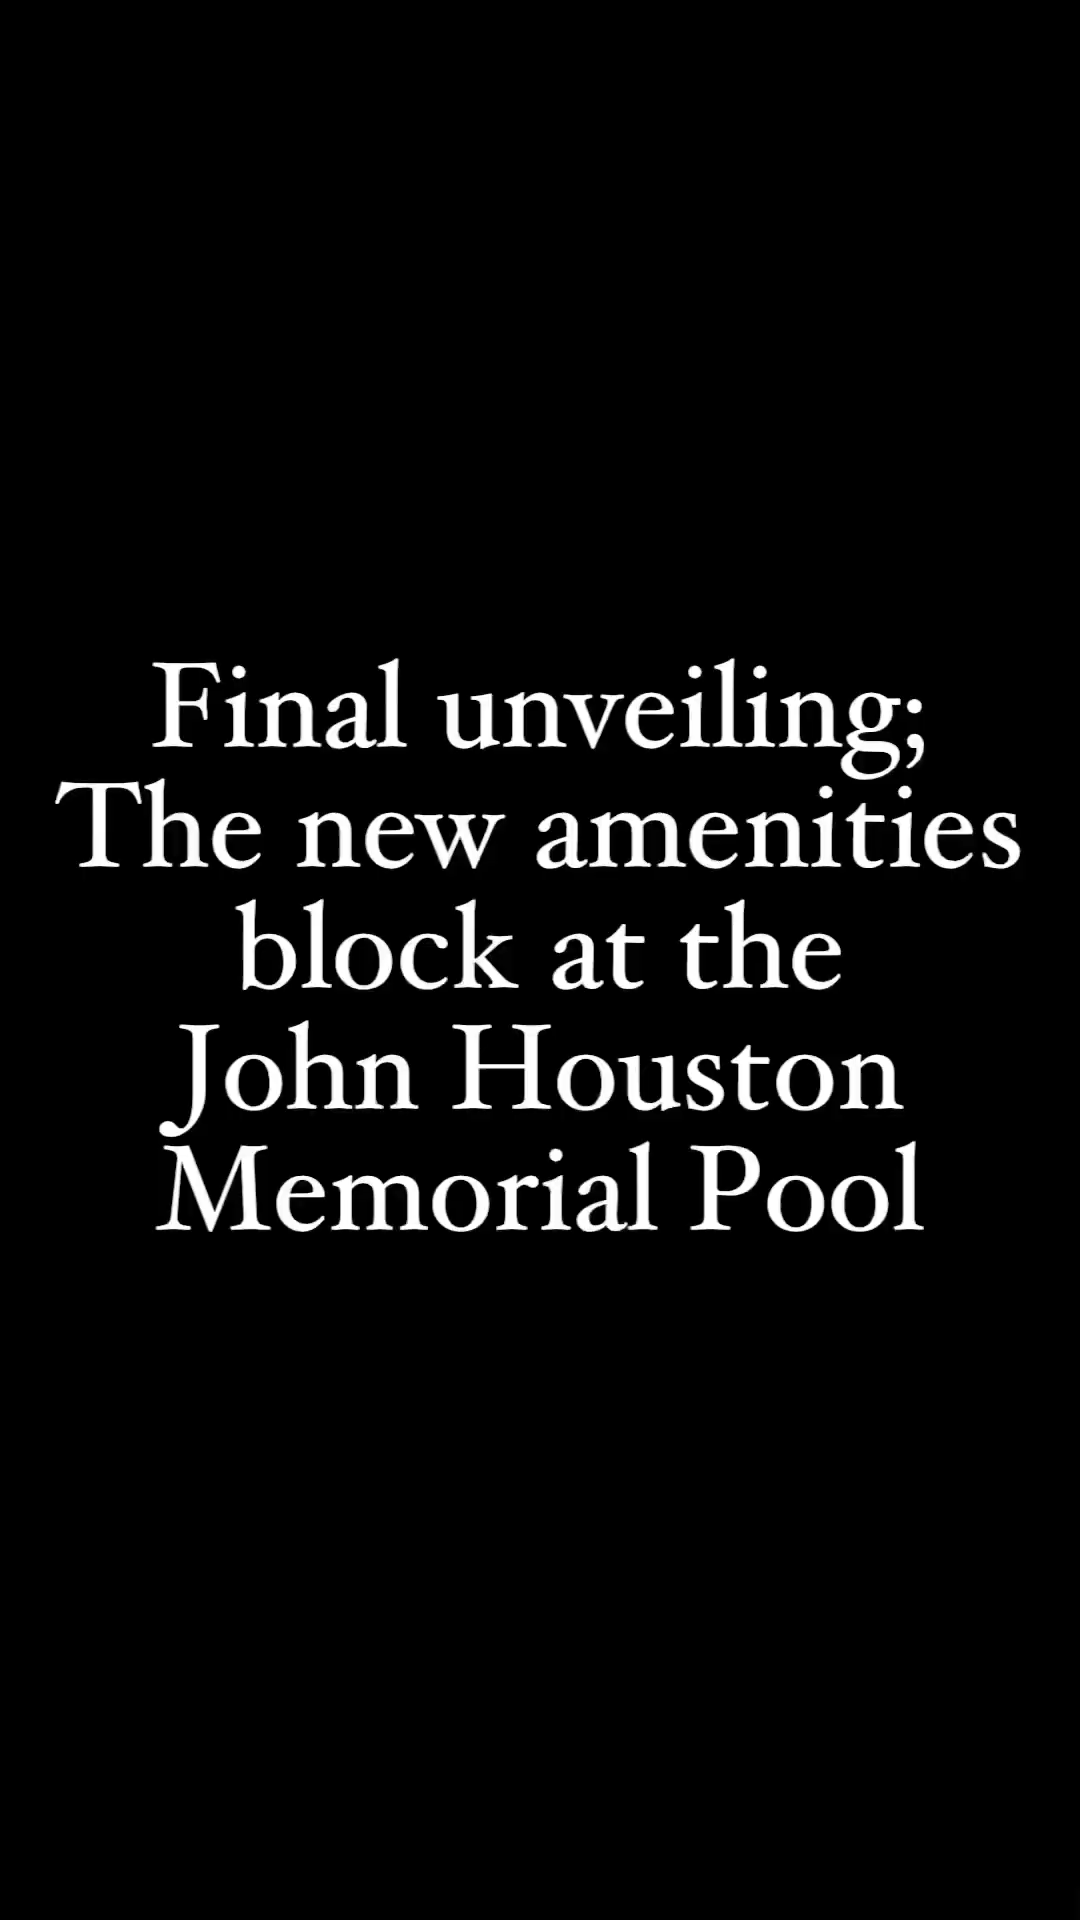 Final unveiling;
The new amenities
block at the
John Houston
Memorial Pool